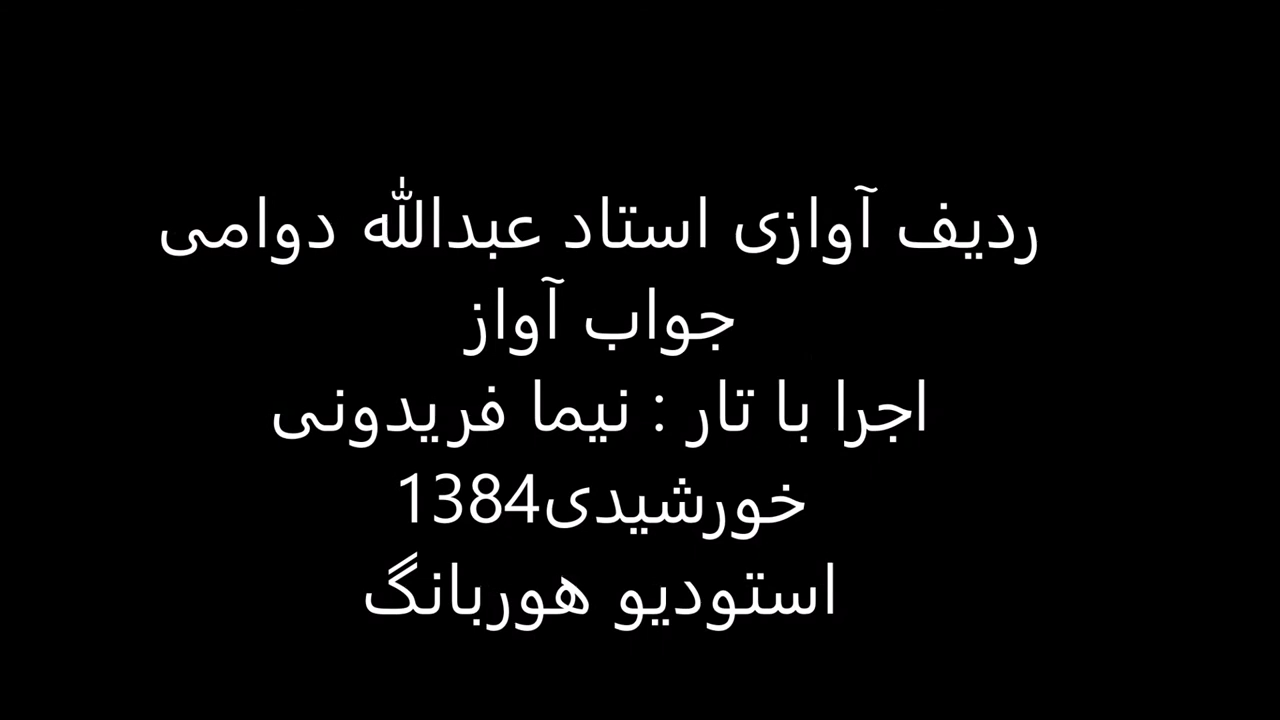 ردیف آوازی استاد عبدالله دوامی
جواب آواز
اجرا با تار : نیما فریدونی
خورشیدی1384
استودیو هوربانگ